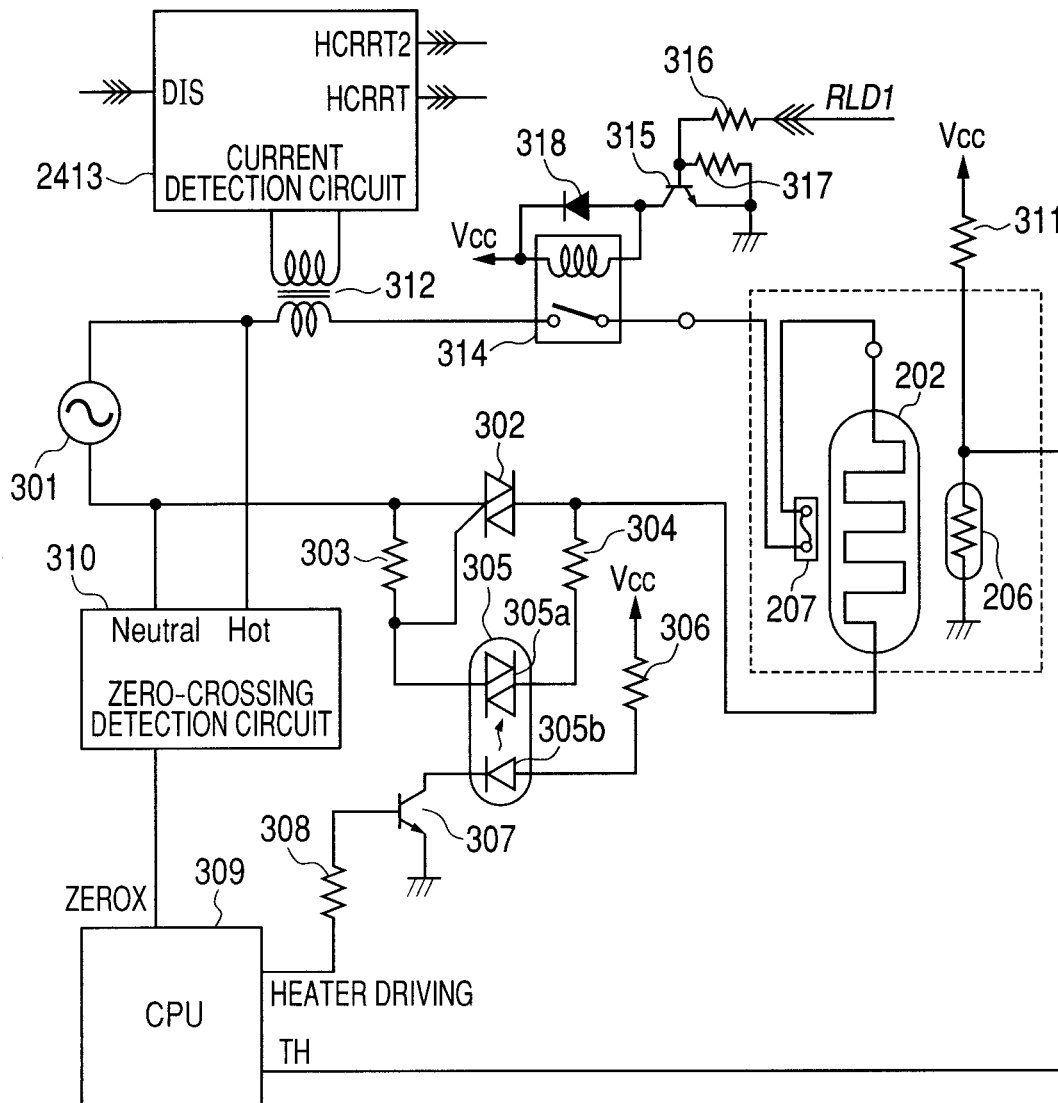 HCRRT2
DIS
HCRRT
CURRENT
DETECTION CIRCUIT
2413
316
RLD1
315
318
317
Vcc
Vcc
311
312
314
202
301
302
303
304
305
305a
Vcc
306
207
206
310
Neutral Hot
ZERO-CROSSING
DETECTION CIRCUIT
305b
307
308
309
ZEROX
CPU
HEATER DRIVING
TH